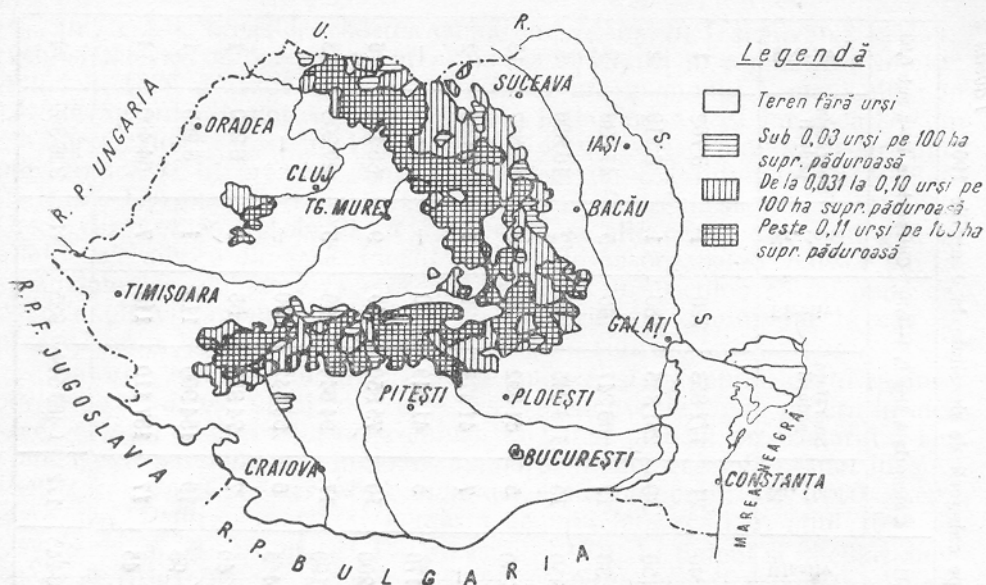 U. R. S. S.
Legendă
Teren fără urși
Sub 0,03 urși pe 100 ha
supr. păduroasă
De la 0,031 la 0,10 urși pe
100 ha supr. păduroasă
Peste 0,11 urși pe 100 ha
supr. păduroasă
R. P. UNGARIA
SUCEAVA
ORADEA
IAȘI
CLUJ
TG. MUREȘ
BACĂU
TIMIȘOARA
R.P.F. JUGOSLAVIA
GALAȚI
PITEȘTI
PLOIEȘTI
CRAIOVA
BUCUREȘTI
CONSTANTA
MAREA NEAGRĂ
R. P. BULGARIA